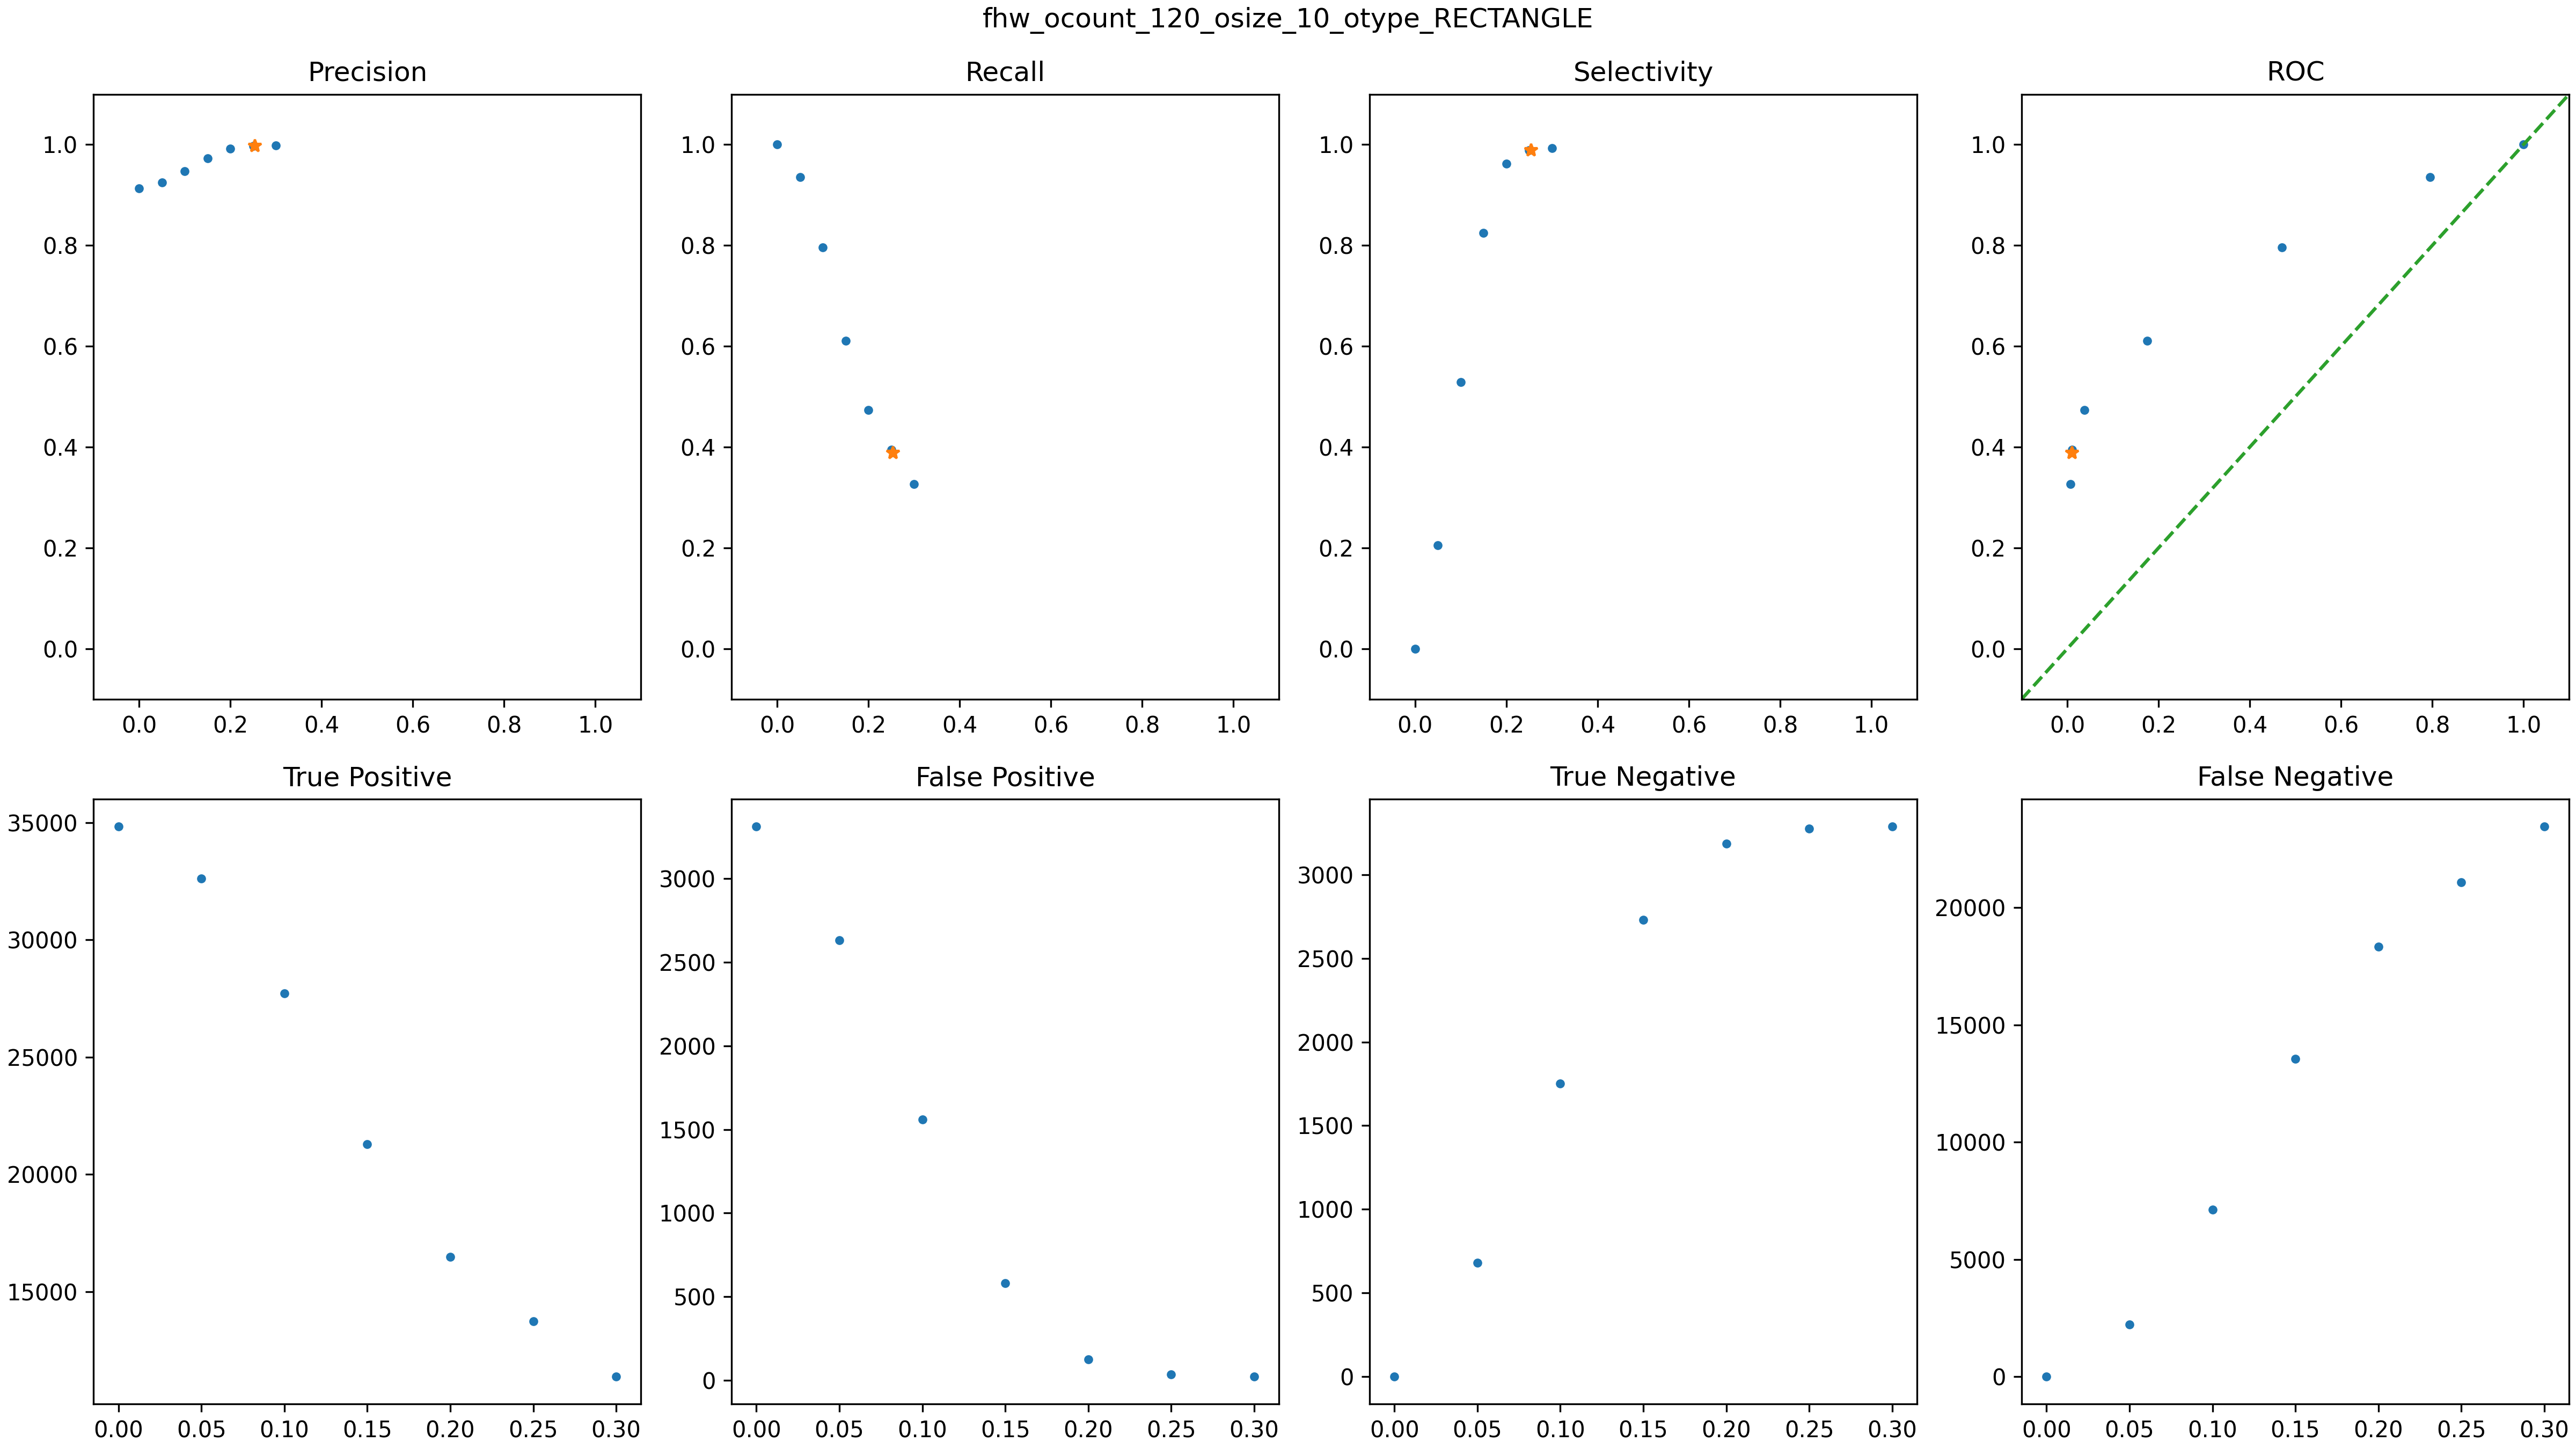 fhw_ocount_120_osize_10_otype_RECTANGLE
Precision
1.0
0.8
0.6
0.4
0.2
0.0
0.0 0.2 0.4 0.6 0.8 1.0
Recall
1.0
0.8
0.6
0.4
0.2
0.0
0.0 0.2 0.4 0.6 0.8 1.0
Selectivity
1.0
0.8
0.6
0.4
0.2
0.0
0.0 0.2 0.4 0.6 0.8 1.0
ROC
1.0
0.8
0.6
0.4
0.2
0.0
0.0 0.2 0.4 0.6 0.8 1.0
True Positive
35000
30000
25000
20000
15000
0.00 0.05 0.10 0.15 0.20 0.25 0.30
False Positive
3000
2500
2000
1500
1000
500
0
0.00 0.05 0.10 0.15 0.20 0.25 0.30
True Negative
3000
2500
2000
1500
1000
500
0
0.00 0.05 0.10 0.15 0.20 0.25 0.30
False Negative
20000
15000
10000
5000
0
0.00 0.05 0.10 0.15 0.20 0.25 0.30